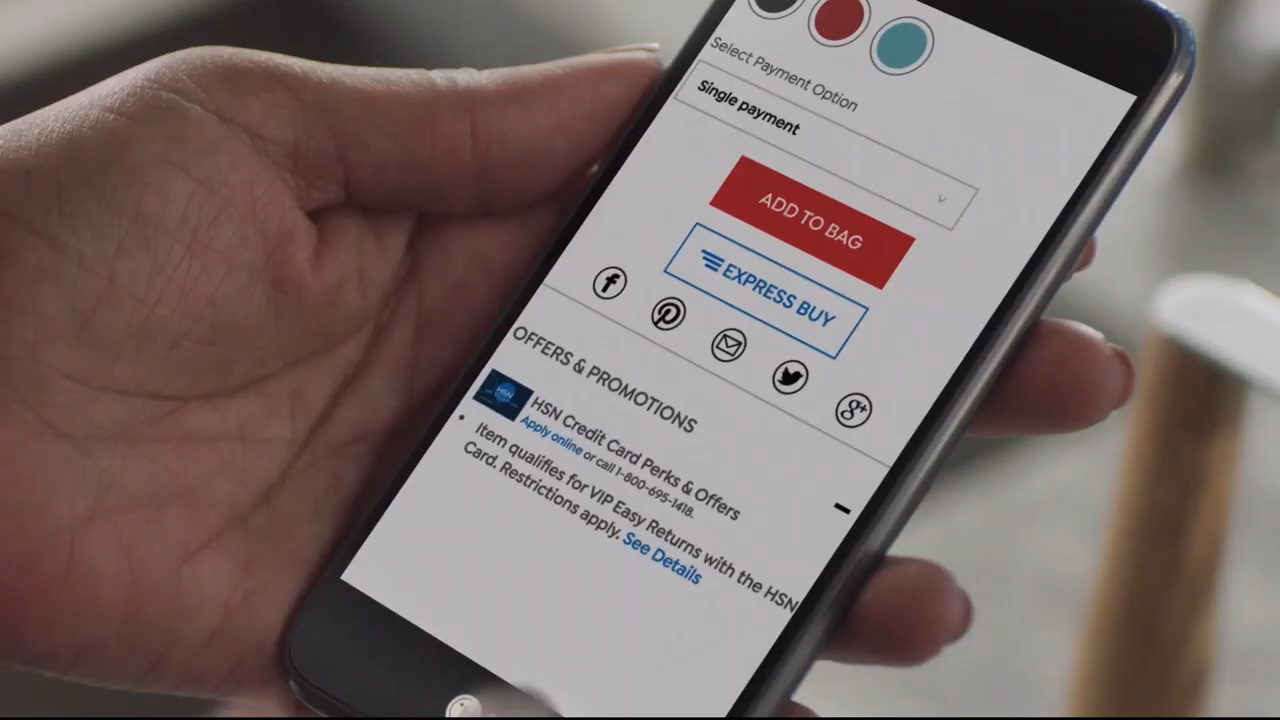 Select Payment Option
Single payment
ADD TO BAG
EXPRESS BUY
OFFERS & PROMOTIONS
HSN
HSN Credit Card Perks & Offers
Apply online or call 1-800-695-1418.
Item qualifies for VIP Easy Returns with the HSN
Card. Restrictions apply. See Details